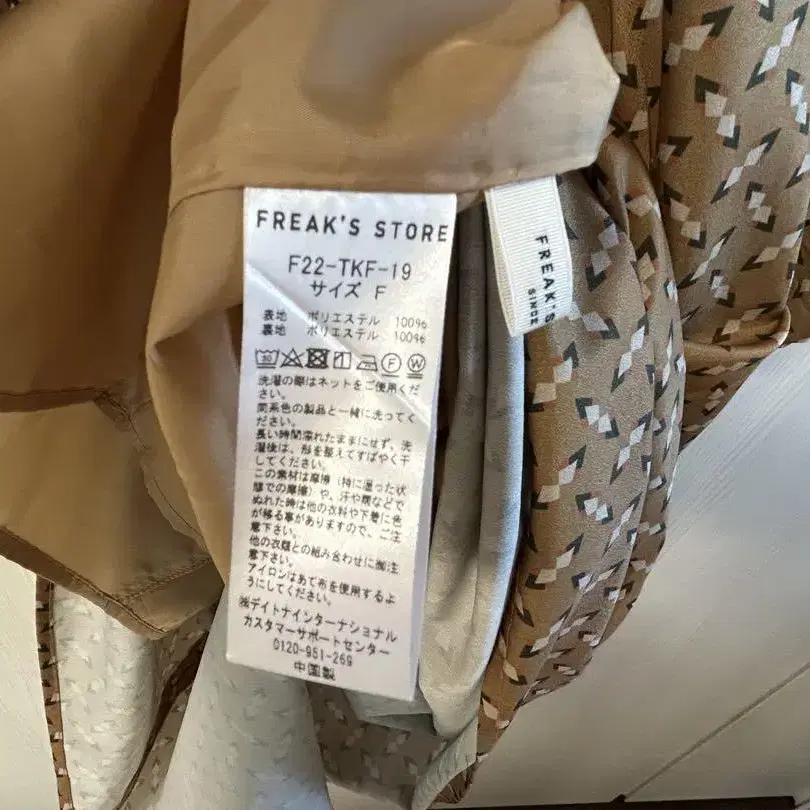 FREAK'S STORE
F22-TKF-19
サイズ F
表地 ポリエステル 100%
裏地 ポリエステル 100%
30
F W
洗濯の際はネットをご使用くだ
さい。
同系色の製品と一緒に洗ってく
ださい。
長い時間濡れたままにせず、洗
濯後は、形を整えてすばやく干
してください。
この素材は摩擦(特に湿った状
態での摩擦)や、汗や雨などで
ぬれた時は他の衣料や下着に色
が移る事がありますので、ご注
意下さい。
他の衣類との組み合わせに御注
意下さい。
アイロンはあて布を使用するよ
うにしてください。
㈱デイトナインターナショナル
カスタマーサポートセンター
0120-951-269
中国製
FREAK'S
SINCE